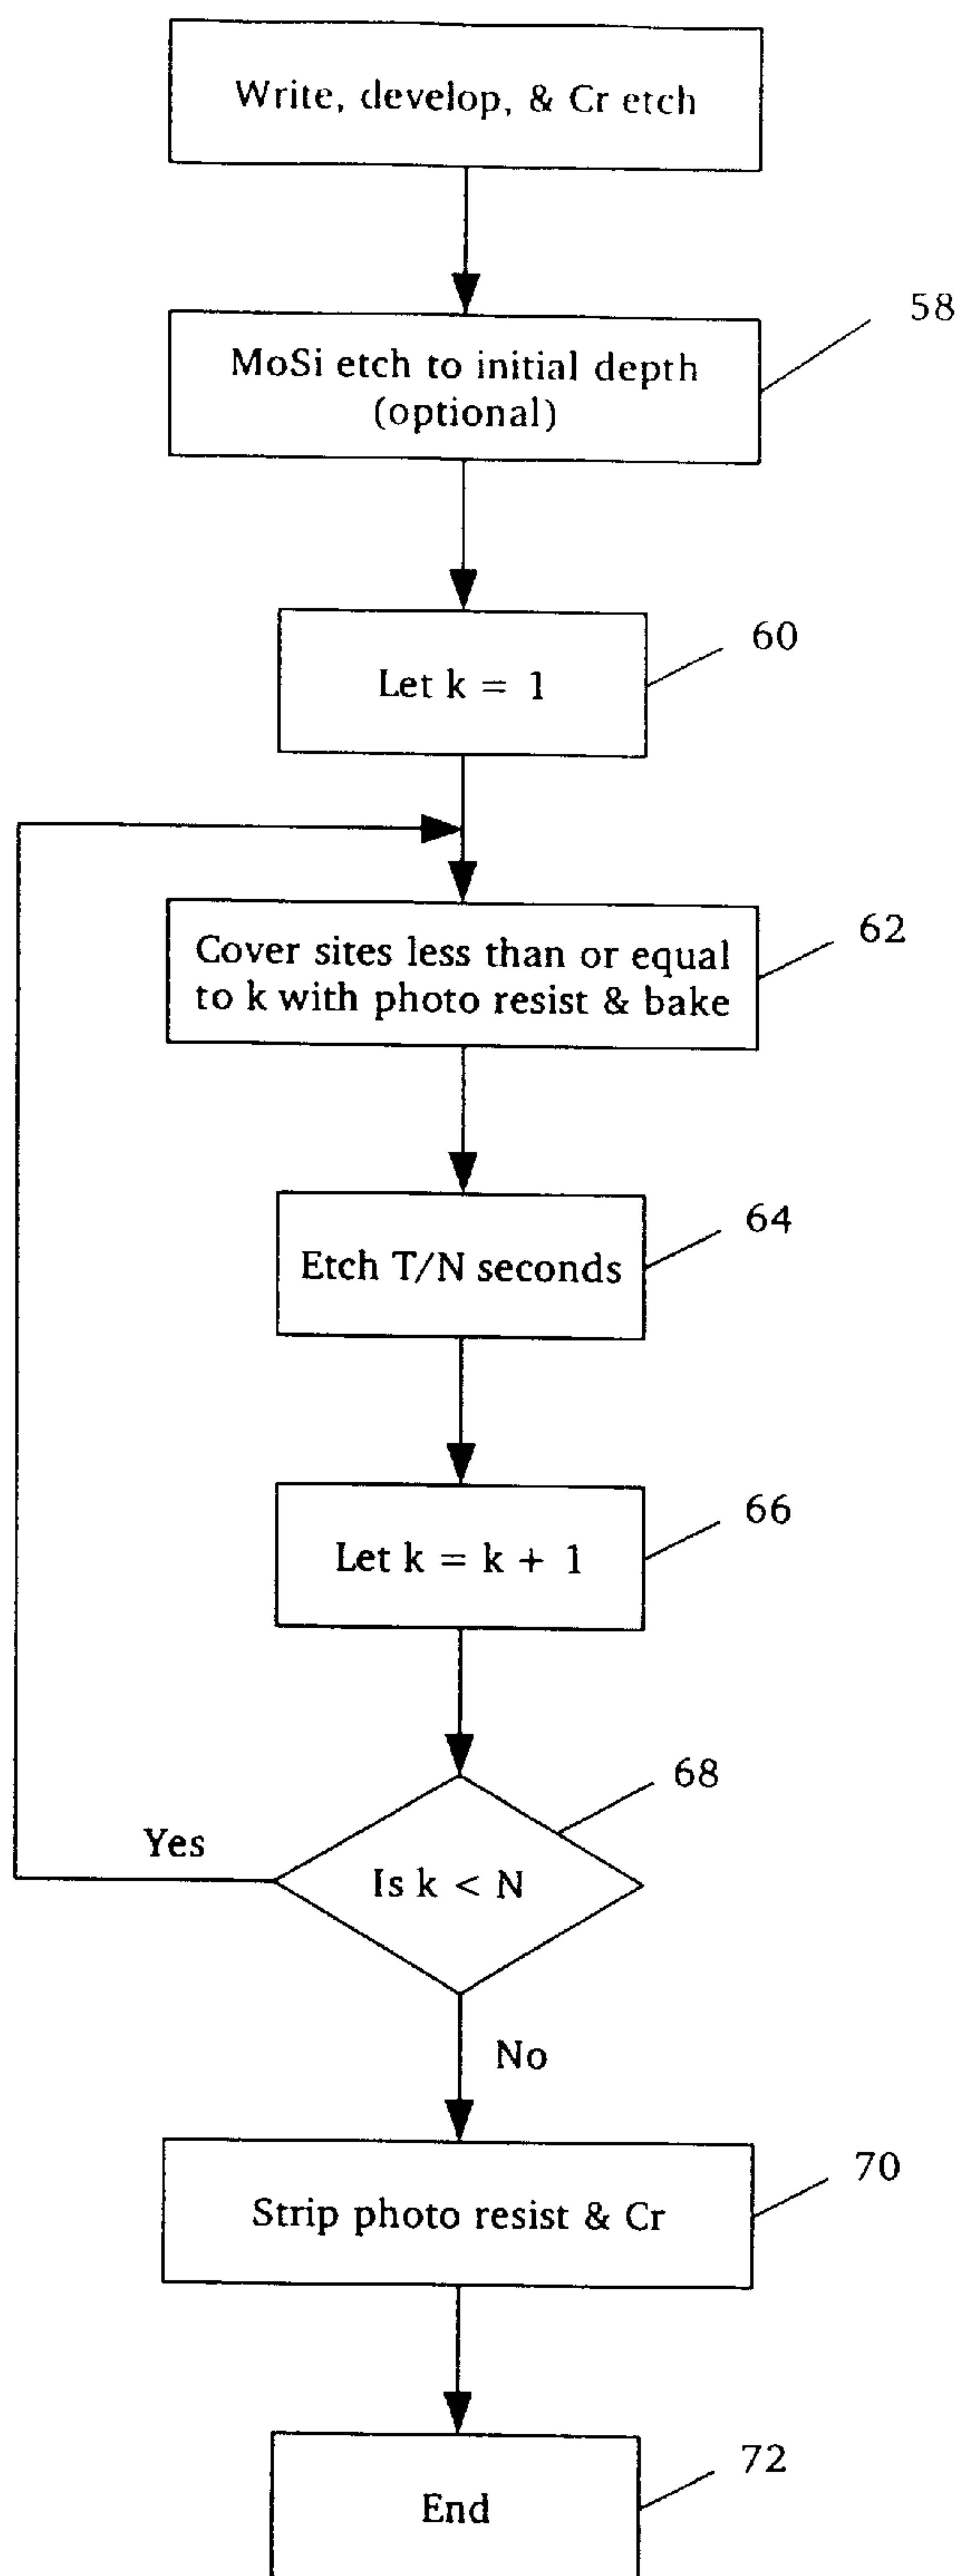 Write, develop, & Cr etch
58
MoSi etch to initial depth
(optional)
60
Let k = 1
62
Cover sites less than or equal
to k with photo resist & bake
64
Etch T/N seconds
66
Let k = k + 1
68
Yes
Is k < N
No
70
Strip photo resist & Cr
72
End